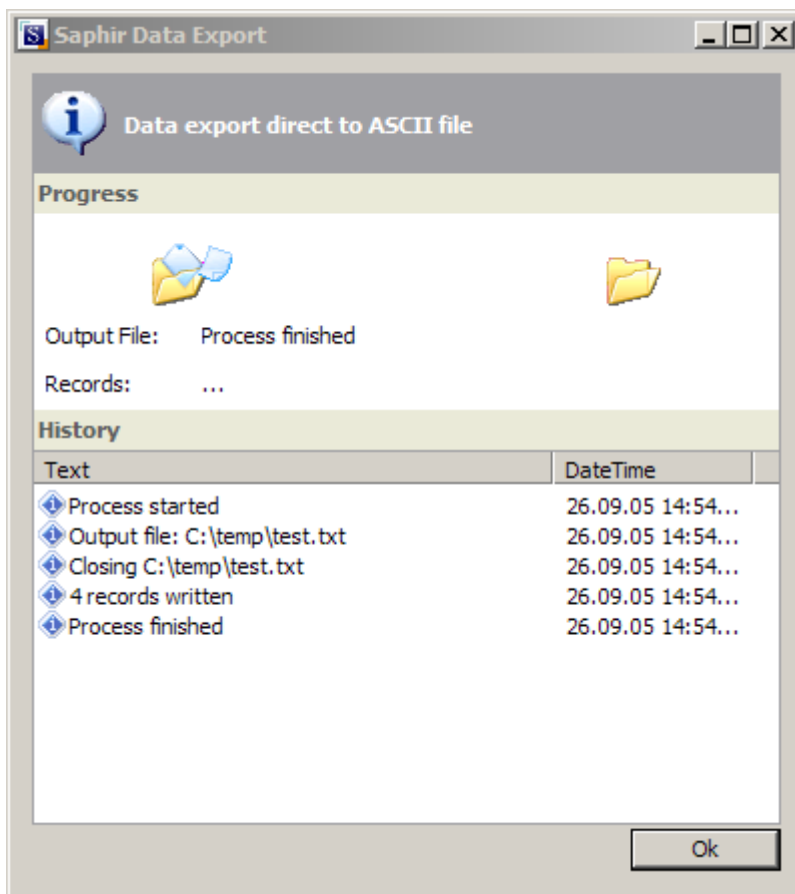 Saphir Data Export
Data export direct to ASCII file
Progress
Output File: Process finished
Records: ...
History
Text DateTime
Process started 26.09.05 14:54...
Output file: C:\temp\test.txt 26.09.05 14:54...
Closing C:\temp\test.txt 26.09.05 14:54...
4 records written 26.09.05 14:54...
Process finished 26.09.05 14:54...
Ok